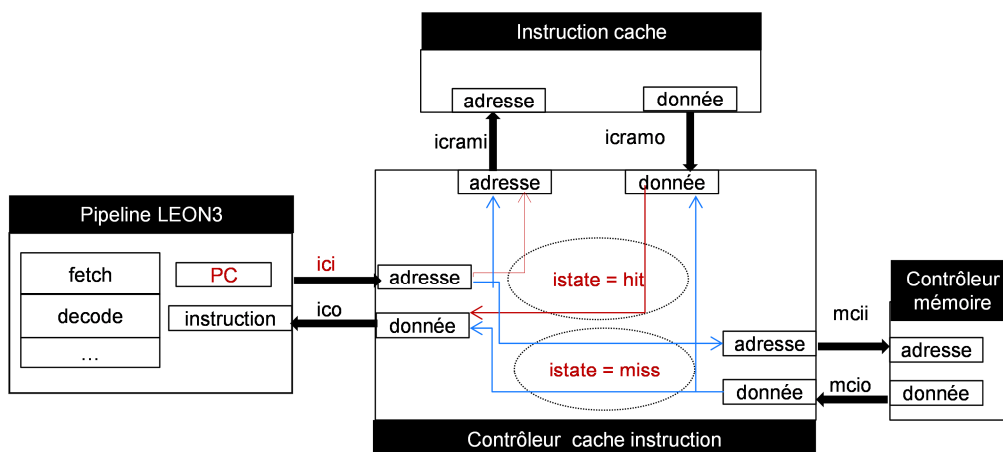 Instruction cache
adresse
donnée
icrami
icramo
adresse
donnée
Pipeline LEON3
fetch
PC
decode
instruction
…
ici
ico
adresse
donnée
istate = hit
istate = miss
adresse
donnée
mcii
mcio
Contrôleur
mémoire
adresse
donnée
Contrôleur cache instruction